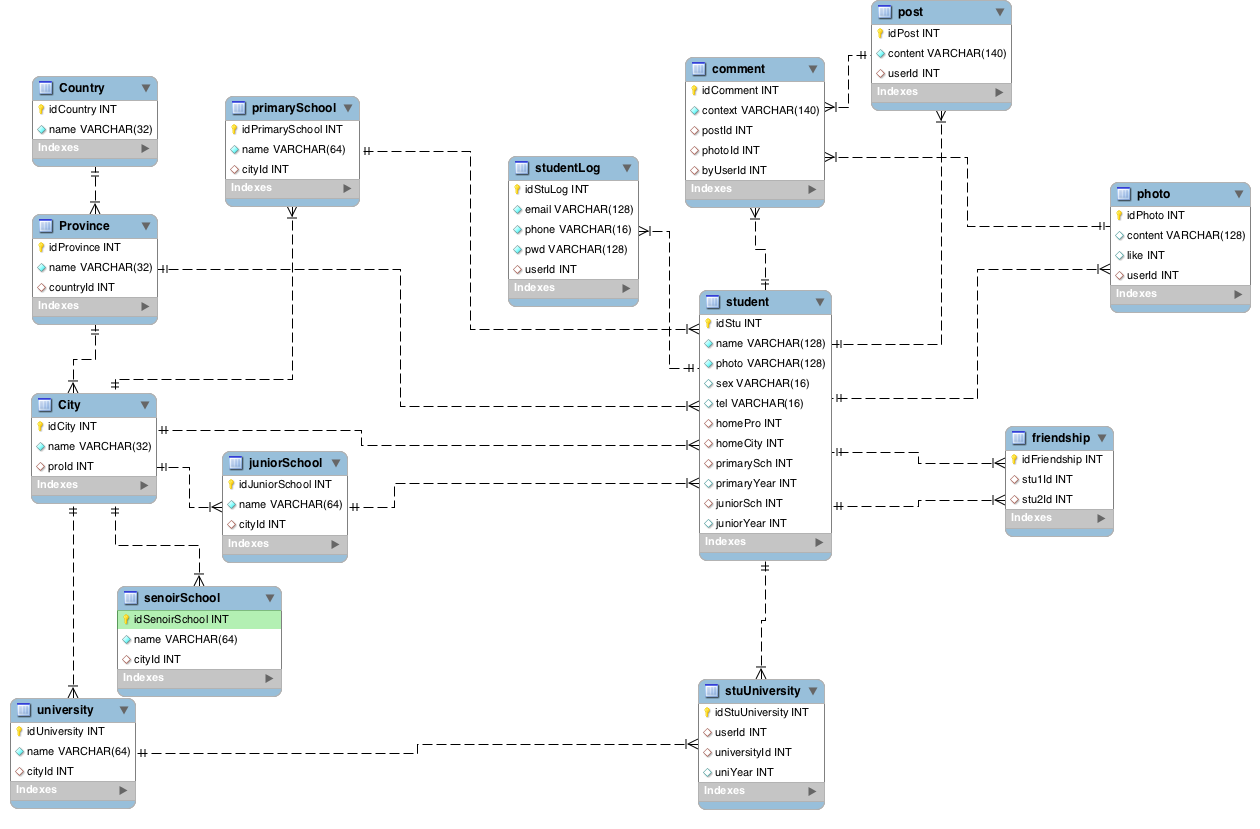 post
idPost INT
content VARCHAR(140)
userId INT
Indexes
comment
idComment INT
context VARCHAR(140)
postId INT
photoId INT
byUserId INT
Indexes
Country
idCountry INT
name VARCHAR(32)
Indexes
primarySchool
idPrimarySchool INT
name VARCHAR(64)
cityId INT
Indexes
studentLog
idStuLog INT
email VARCHAR(128)
phone VARCHAR(16)
pwd VARCHAR(128)
userId INT
Indexes
photo
idPhoto INT
content VARCHAR(128)
like INT
userId INT
Indexes
Province
idProvince INT
name VARCHAR(32)
countryId INT
Indexes
student
idStu INT
name VARCHAR(128)
photo VARCHAR(128)
sex VARCHAR(16)
tel VARCHAR(16)
homePro INT
homeCity INT
primarySch INT
primaryYear INT
juniorSch INT
juniorYear INT
Indexes
City
idCity INT
name VARCHAR(32)
proId INT
Indexes
juniorSchool
idJuniorSchool INT
name VARCHAR(64)
cityId INT
Indexes
friendship
idFriendship INT
stu1Id INT
stu2Id INT
Indexes
senoirSchool
idSenoirSchool INT
name VARCHAR(64)
cityId INT
Indexes
university
idUniversity INT
name VARCHAR(64)
cityId INT
Indexes
stuUniversity
idStuUniversity INT
userId INT
universityId INT
uniYear INT
Indexes